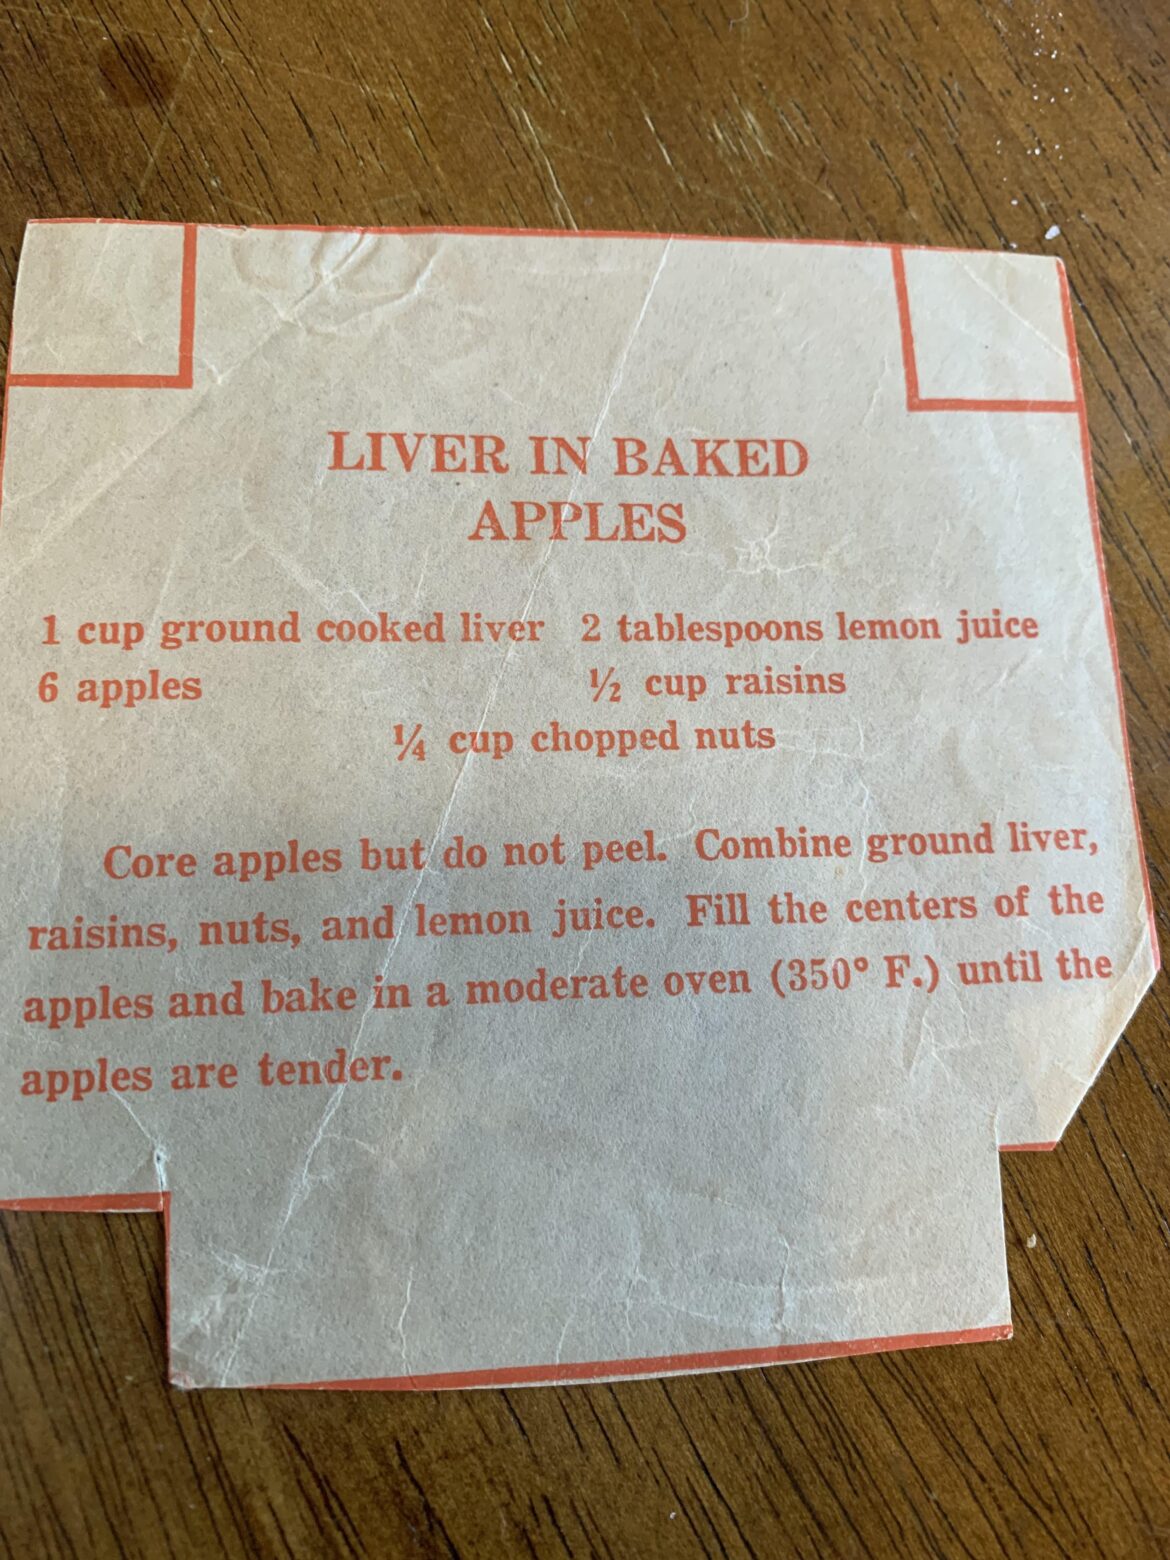 LIVER IN BAKED
APPLES
1 cup ground cooked liver 2 tablespoons lemon juice
6 apples ½ cup raisins
¼ cup chopped nuts
Core apples but do not peel. Combine ground liver,
raisins, nuts, and lemon juice. Fill the centers of the
apples and bake in a moderate oven (350° F.) until the
apples are tender.